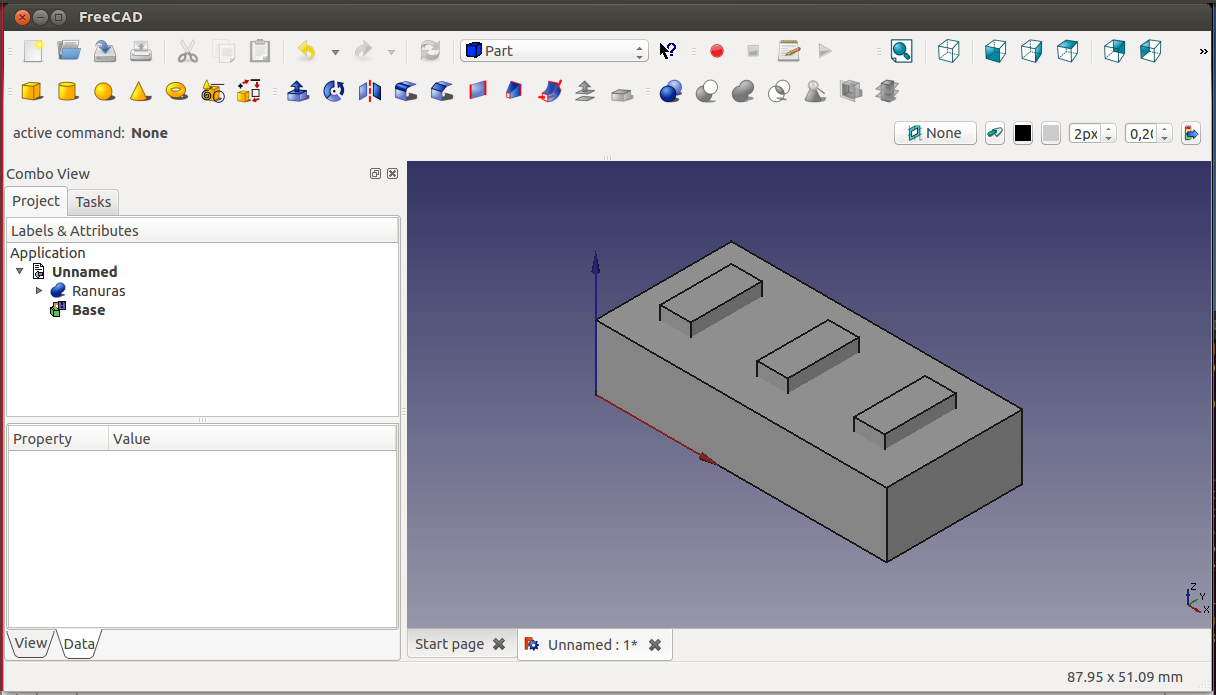 FreeCAD
Part
active command: None
None
2px
0,20
Combo View
Project
Tasks
Labels & Attributes
Application
Unnamed
Ranuras
Base
Property
Value
Z
Y
X
View
Data
Start page
Unnamed : 1*
87.95 x 51.09 mm